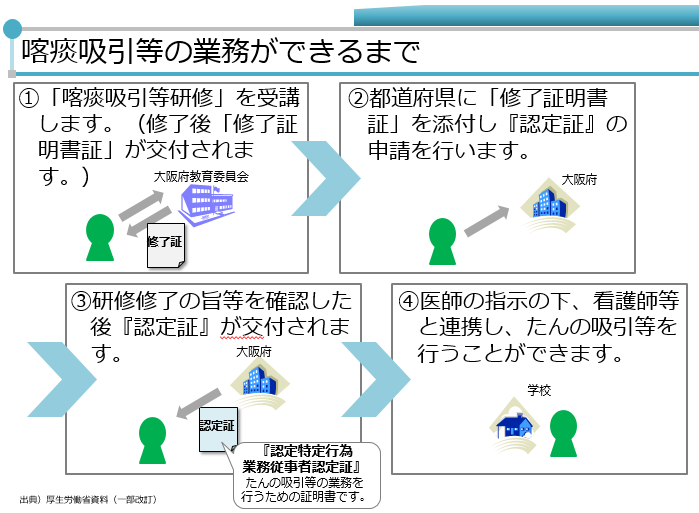 喀痰吸引等の業務ができるまで
①「喀痰吸引等研修」を受講
します。（修了後「修了証
明書証」が交付されま
す。）
大阪府教育委員会
修了証
②都道府県に「修了証明書
証」を添付し『認定証』の
申請を行います。
大阪府
③研修修了の旨等を確認した
後『認定証』が交付されま
す。
大阪府
認定証
『認定特定行為
業務従事者認定証』
たんの吸引等の業務を
行うための証明書です。
④医師の指示の下、看護師等
と連携し、たんの吸引等を
行うことができます。
学校
出典）厚生労働省資料（一部改訂）